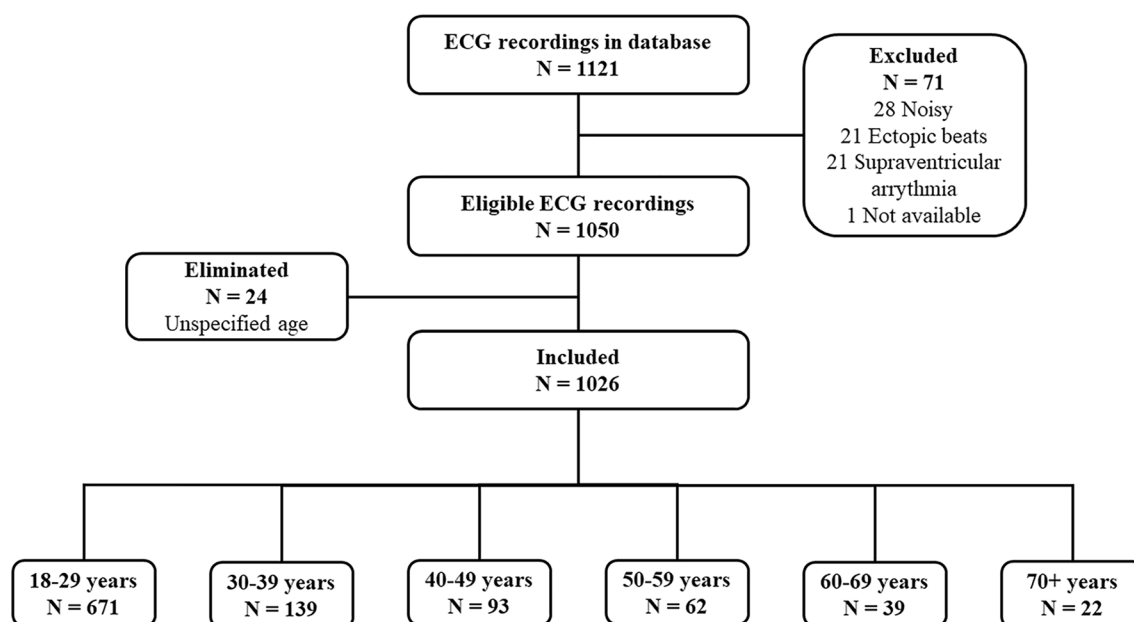 ECG recordings in database
N = 1121
Excluded
N = 71
28 Noisy
21 Ectopic beats
21 Supraventricular
arrythmia
1 Not available
Eligible ECG recordings
N = 1050
Eliminated
N = 24
Unspecified age
Included
N = 1026
18-29 years
N = 671
30-39 years
N = 139
40-49 years
N = 93
50-59 years
N = 62
60-69 years
N = 39
70+ years
N = 22